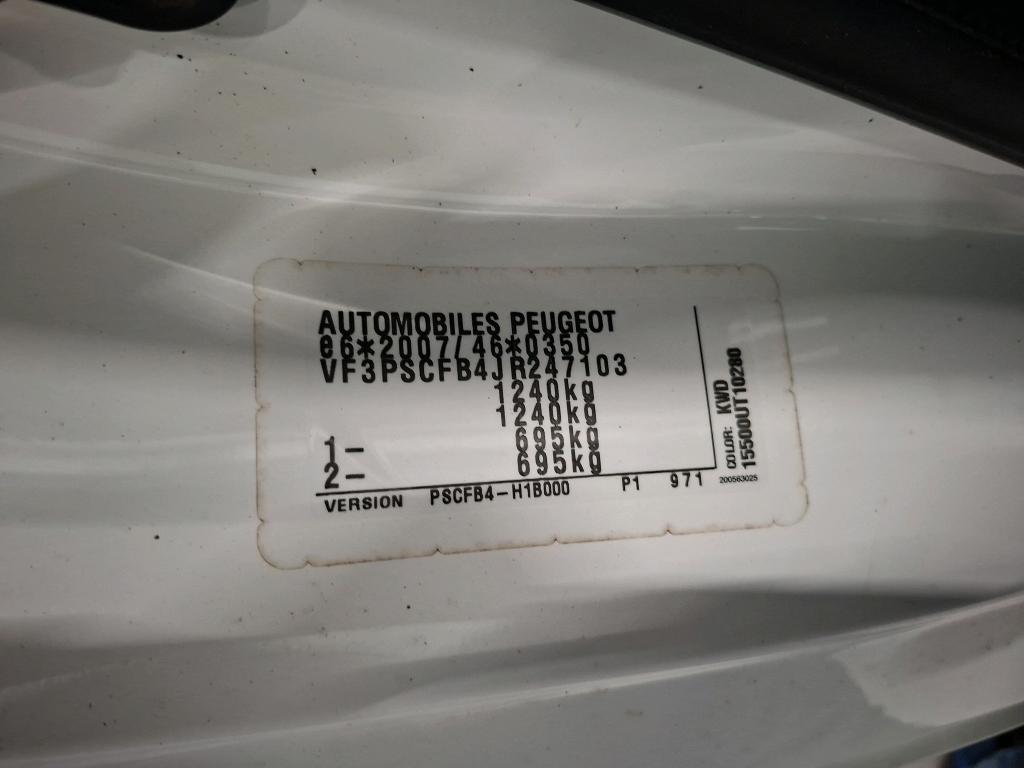 AUTOMOBILES PEUGEOT
e6*2007/46*0350
VF3PSCFB4JR247103
1240kg
1240kg
1- 695kg
2- 695kg
VERSION PSCFB4-H1B000 P1 971
COLOR: KWD
15500UT10280
200563025